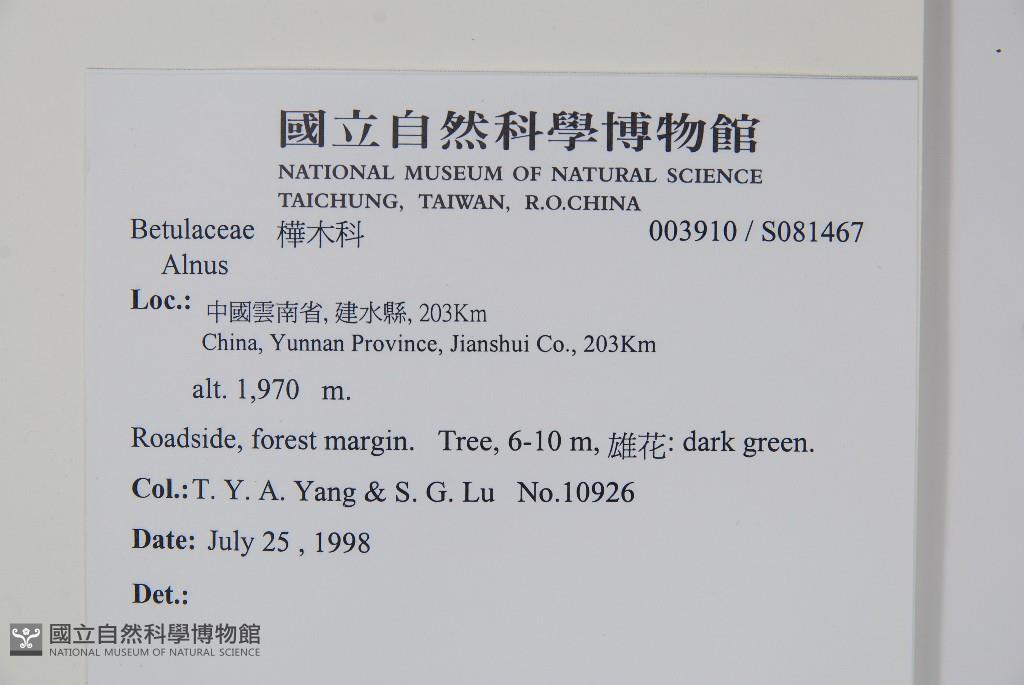 國立自然科學博物館
NATIONAL MUSEUM OF NATURAL SCIENCE
TAICHUNG, TAIWAN, R.O.CHINA
Betulaceae 樺木科 003910 / S081467
Alnus
Loc.: 中國雲南省, 建水縣, 203Km
China, Yunnan Province, Jianshui Co., 203Km
alt. 1,970 m.
Roadside, forest margin. Tree, 6-10 m, 雄花: dark green.
Col.: T. Y. A. Yang & S. G. Lu No.10926
Date: July 25 , 1998
Det.:
國立自然科學博物館
NATIONAL MUSEUM OF NATURAL SCIENCE